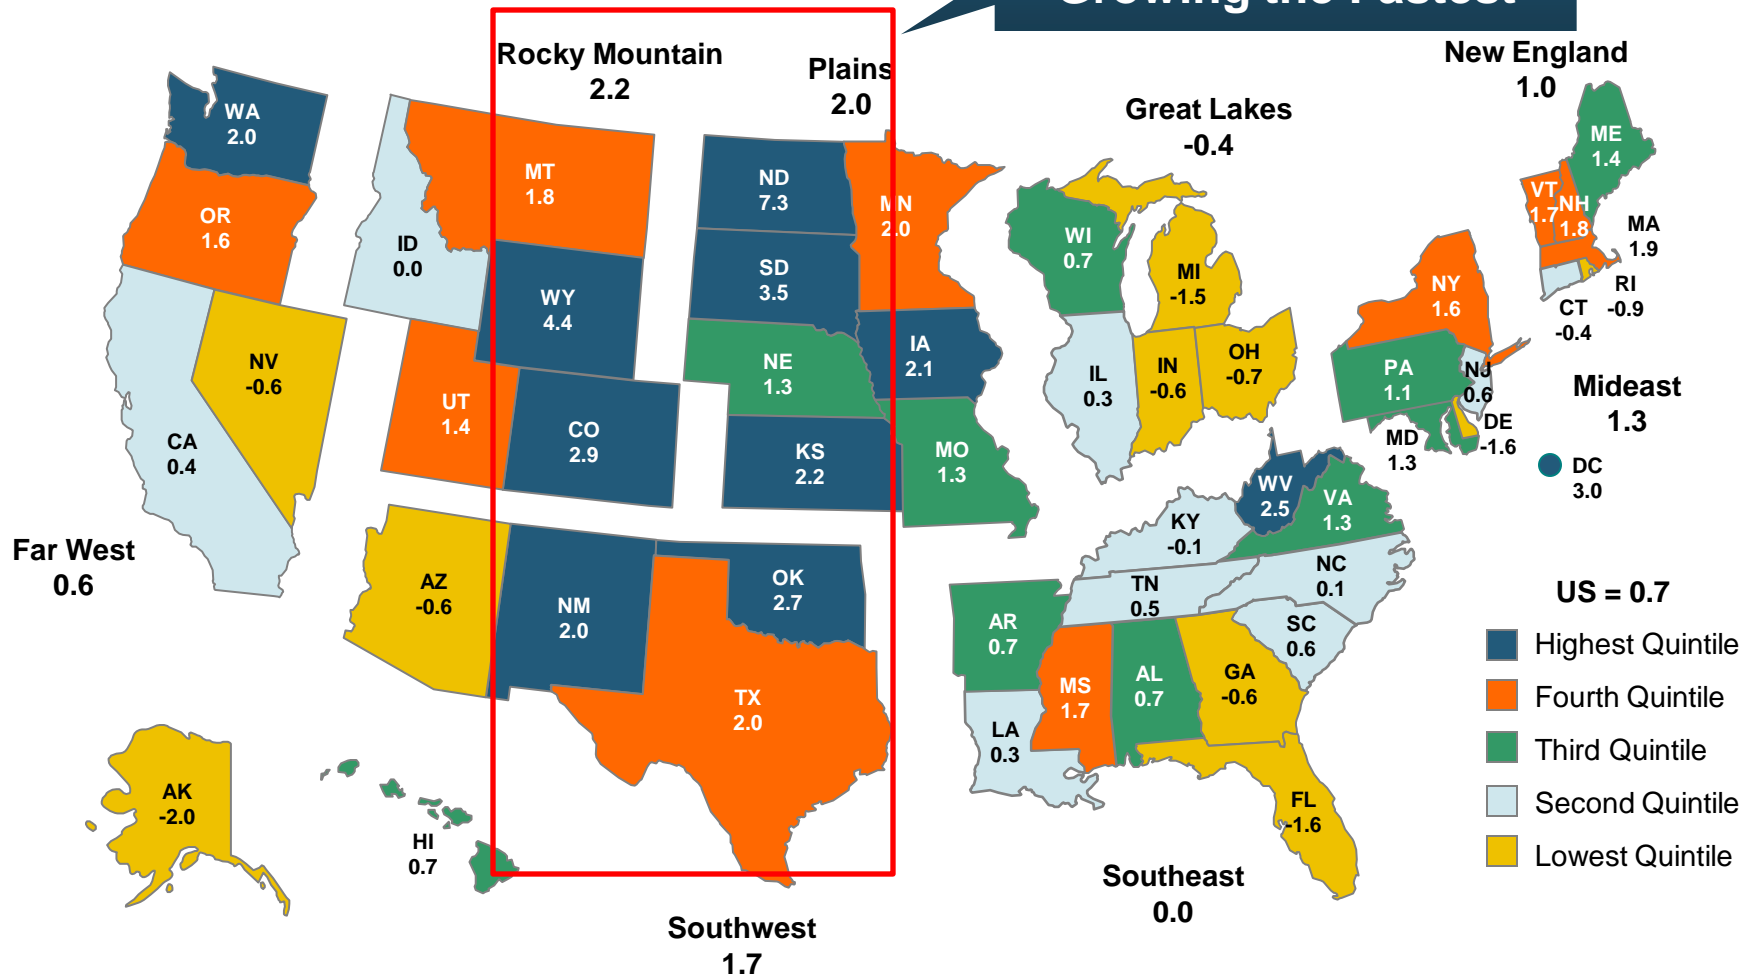 Growing the Fastest
Rocky Mountain
2.2
Plains
2.0
Great Lakes
-0.4
New England
1.0
WA
2.0
OR
1.6
ID
0.0
MT
1.8
WY
4.4
NV
-0.6
CA
0.4
UT
1.4
CO
2.9
ND
7.3
SD
3.5
NE
1.3
KS
2.2
MN
2.0
IA
2.1
MO
1.3
WI
0.7
MI
-1.5
IL
0.3
IN
-0.6
OH
-0.7
ME
1.4
VT
1.7
NH
1.8
MA
1.9
RI
-0.9
CT
-0.4
NY
1.6
PA
1.1
NJ
0.6
Mideast
1.3
DE
-1.6
MD
1.3
DC
3.0
WV
2.5
VA
1.3
KY
-0.1
TN
0.5
NC
0.1
SC
0.6
AR
0.7
MS
1.7
AL
0.7
GA
-0.6
LA
0.3
FL
-1.6
Far West
0.6
AZ
-0.6
NM
2.0
OK
2.7
TX
2.0
AK
-2.0
HI
0.7
Southwest
1.7
Southeast
0.0
US = 0.7
Highest Quintile
Fourth Quintile
Third Quintile
Second Quintile
Lowest Quintile